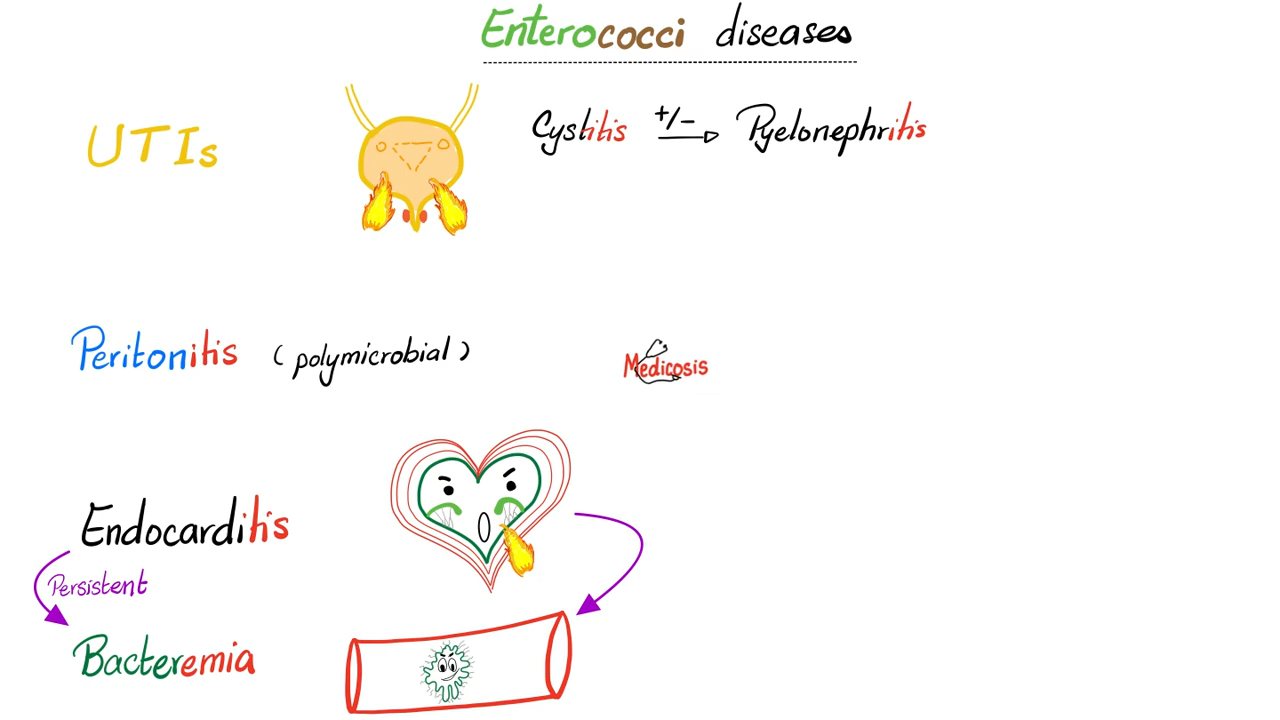 Enterococci diseases
UTIs
Cystitis +/- Pyelonephritis
Peritonitis (polymicrobial)
Medicosis
Endocarditis
Persistent
Bacteremia